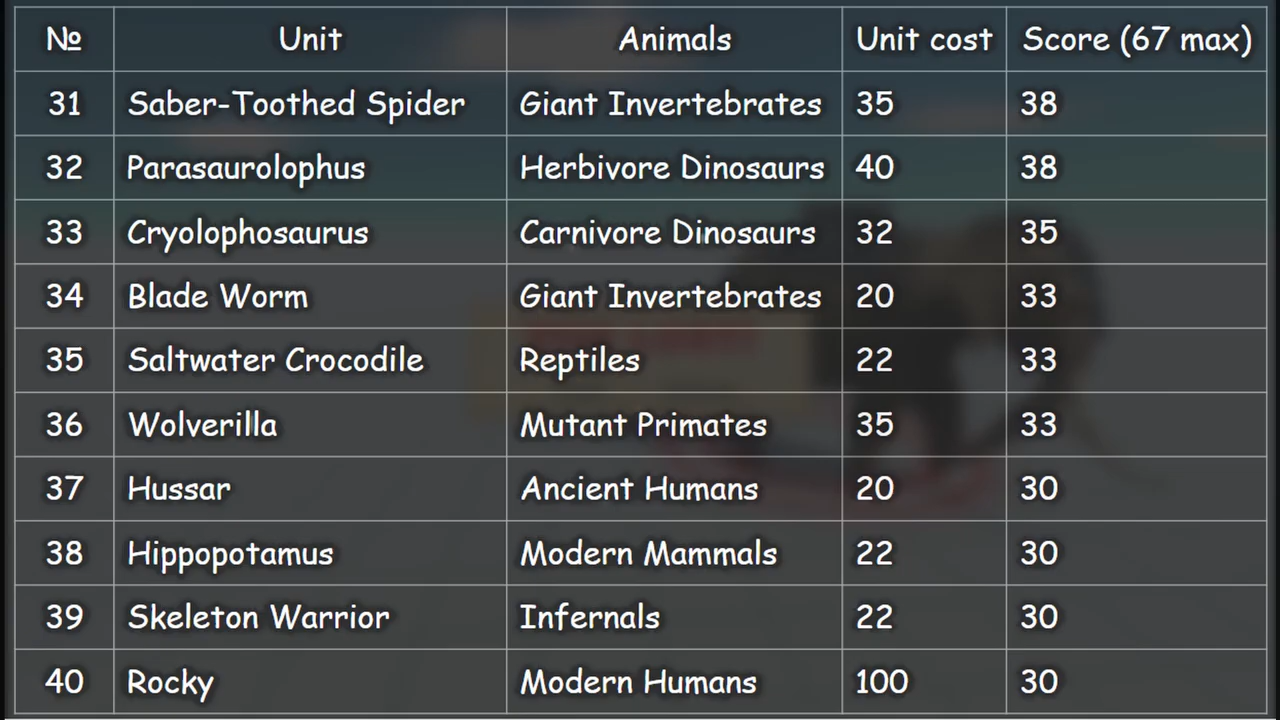 № Unit Animals Unit cost Score (67 max)
31 Saber-Toothed Spider Giant Invertebrates 35 38
32 Parasaurolophus Herbivore Dinosaurs 40 38
33 Cryolophosaurus Carnivore Dinosaurs 32 35
34 Blade Worm Giant Invertebrates 20 33
35 Saltwater Crocodile Reptiles 22 33
36 Wolverilla Mutant Primates 35 33
37 Hussar Ancient Humans 20 30
38 Hippopotamus Modern Mammals 22 30
39 Skeleton Warrior Infernals 22 30
40 Rocky Modern Humans 100 30